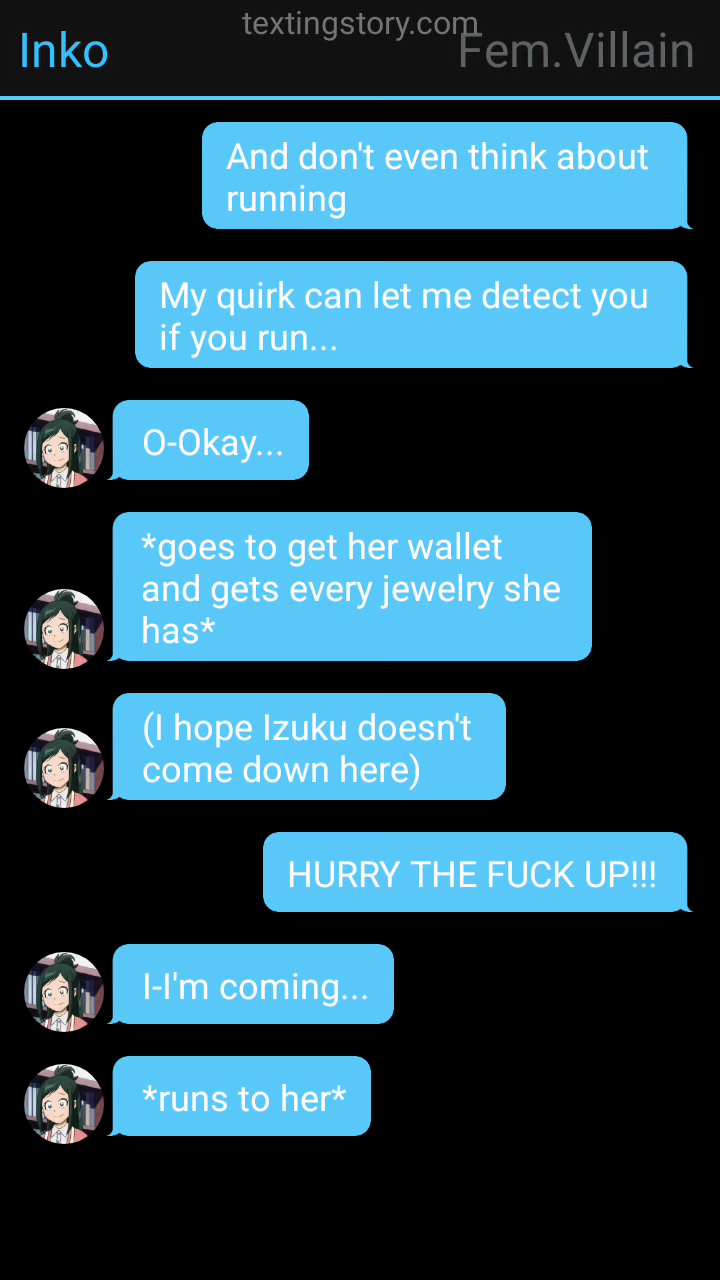 textingstory.com
Inko
Fem.Villain
And don't even think about
running
My quirk can let me detect you
if you run...
O-Okay...
*goes to get her wallet
and gets every jewelry she
has*
(I hope Izuku doesn't
come down here)
HURRY THE FUCK UP!!!
I-I'm coming...
*runs to her*